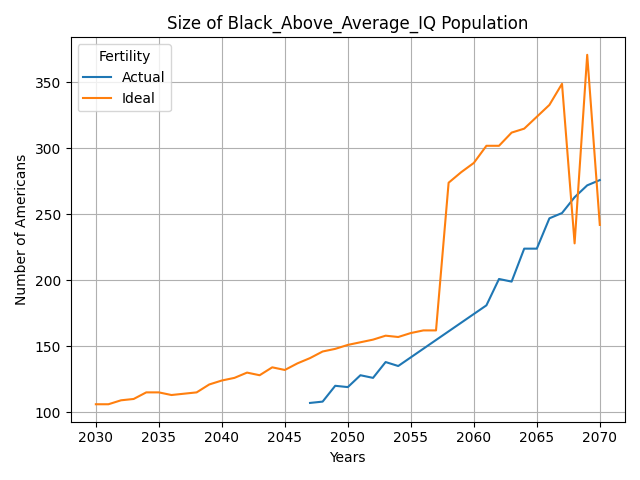 Size of Black_Above_Average_IQ Population
Fertility
Actual
Ideal
Number of Americans
350
300
250
200
150
100
2030 2035 2040 2045 2050 2055 2060 2065 2070
Years